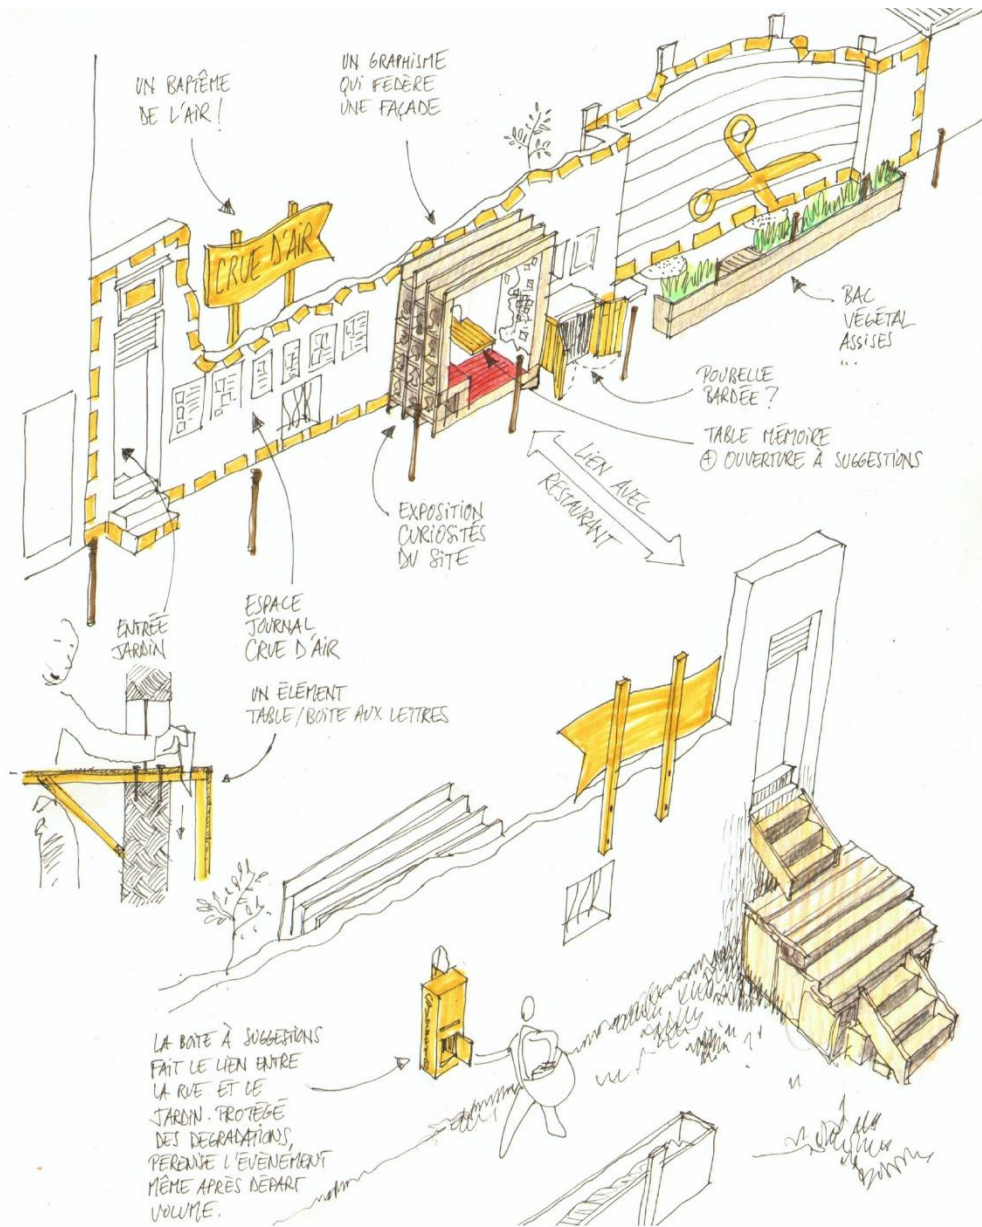 UN BAPTÊME
DE L'AIR !
UN GRAPHISME
QUI FÉDÈRE
UNE FAÇADE
CRUE D'AIR
BAC
VÉGÉTAL
ASSISES
...
POUBELLE
BARDÉE ?
TABLE MÉMOIRE
⊕ OUVERTURE À SUGGESTIONS
LIEN AVEC
RESTAURANT
EXPOSITION
CURIOSITÉS
DU SITE
ESPACE
JOURNAL
CRUE D'AIR
ENTRÉE
JARDIN
UN ÉLÉMENT
TABLE/BOITE AUX LETTRES
LA BOITE À SUGGESTIONS
FAIT LE LIEN ENTRE
LA RUE ET LE
JARDIN. PROTÉGÉ
DES DEGRADATIONS,
PERENISE L'ÉVÈNEMENT
MÊME APRÈS DÉPART
VOLUME.